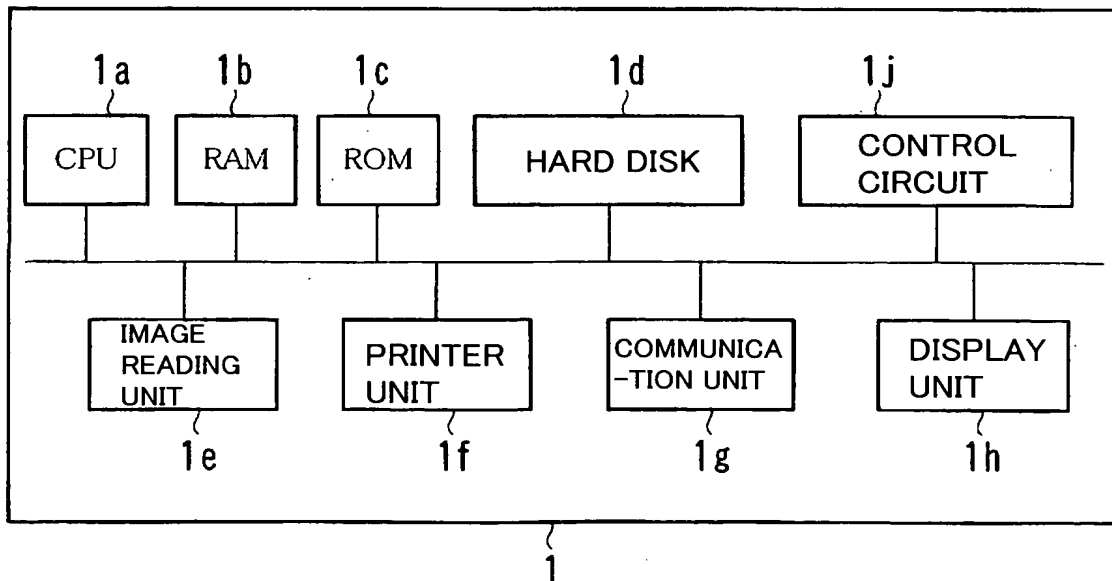 1a 1b 1c 1d 1j
CPU RAM ROM HARD DISK CONTROL
CIRCUIT
IMAGE
READING
UNIT
PRINTER
UNIT
COMMUNICA
-TION UNIT
DISPLAY
UNIT
1e 1f 1g 1h
1